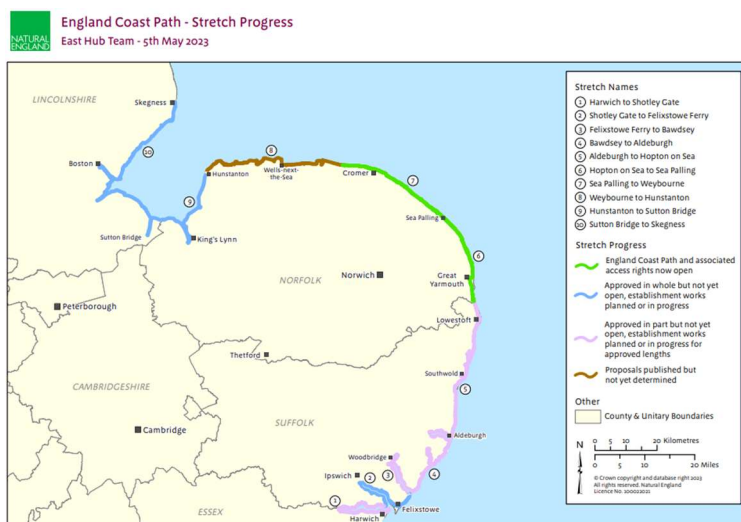 NATURAL
ENGLAND
England Coast Path - Stretch Progress
East Hub Team - 5th May 2023
LINCOLNSHIRE
Skegness
10
Boston
8
Hunstanton
Wells-next-
the-Sea
Cromer
7
9
Sea Palling
Sutton Bridge
King's Lynn
6
NORFOLK
Norwich
Great
Yarmouth
Peterborough
Lowestoft
Thetford
Southwold
CAMBRIDGESHIRE
5
SUFFOLK
Cambridge
Aldeburgh
Woodbridge
Ipswich
2
3
4
1
Felixstowe
ESSEX
Harwich
Stretch Names
1 Harwich to Shotley Gate
2 Shotley Gate to Felixstowe Ferry
3 Felixstowe Ferry to Bawdsey
4 Bawdsey to Aldeburgh
5 Aldeburgh to Hopton on Sea
6 Hopton on Sea to Sea Palling
7 Sea Palling to Weybourne
8 Weybourne to Hunstanton
9 Hunstanton to Sutton Bridge
10 Sutton Bridge to Skegness
Stretch Progress
England Coast Path and associated
access rights now open
Approved in whole but not yet
open, establishment works
planned or in progress
Approved in part but not yet
open, establishment works
planned or in progress for
approved lengths
Proposals published but
not yet determined
Other
County & Unitary Boundaries
N
0 5 10 20 Kilometres
0 5 10 20 Miles
© Crown copyright and database right 2023
All rights reserved. Natural England
Licence No. 100022021